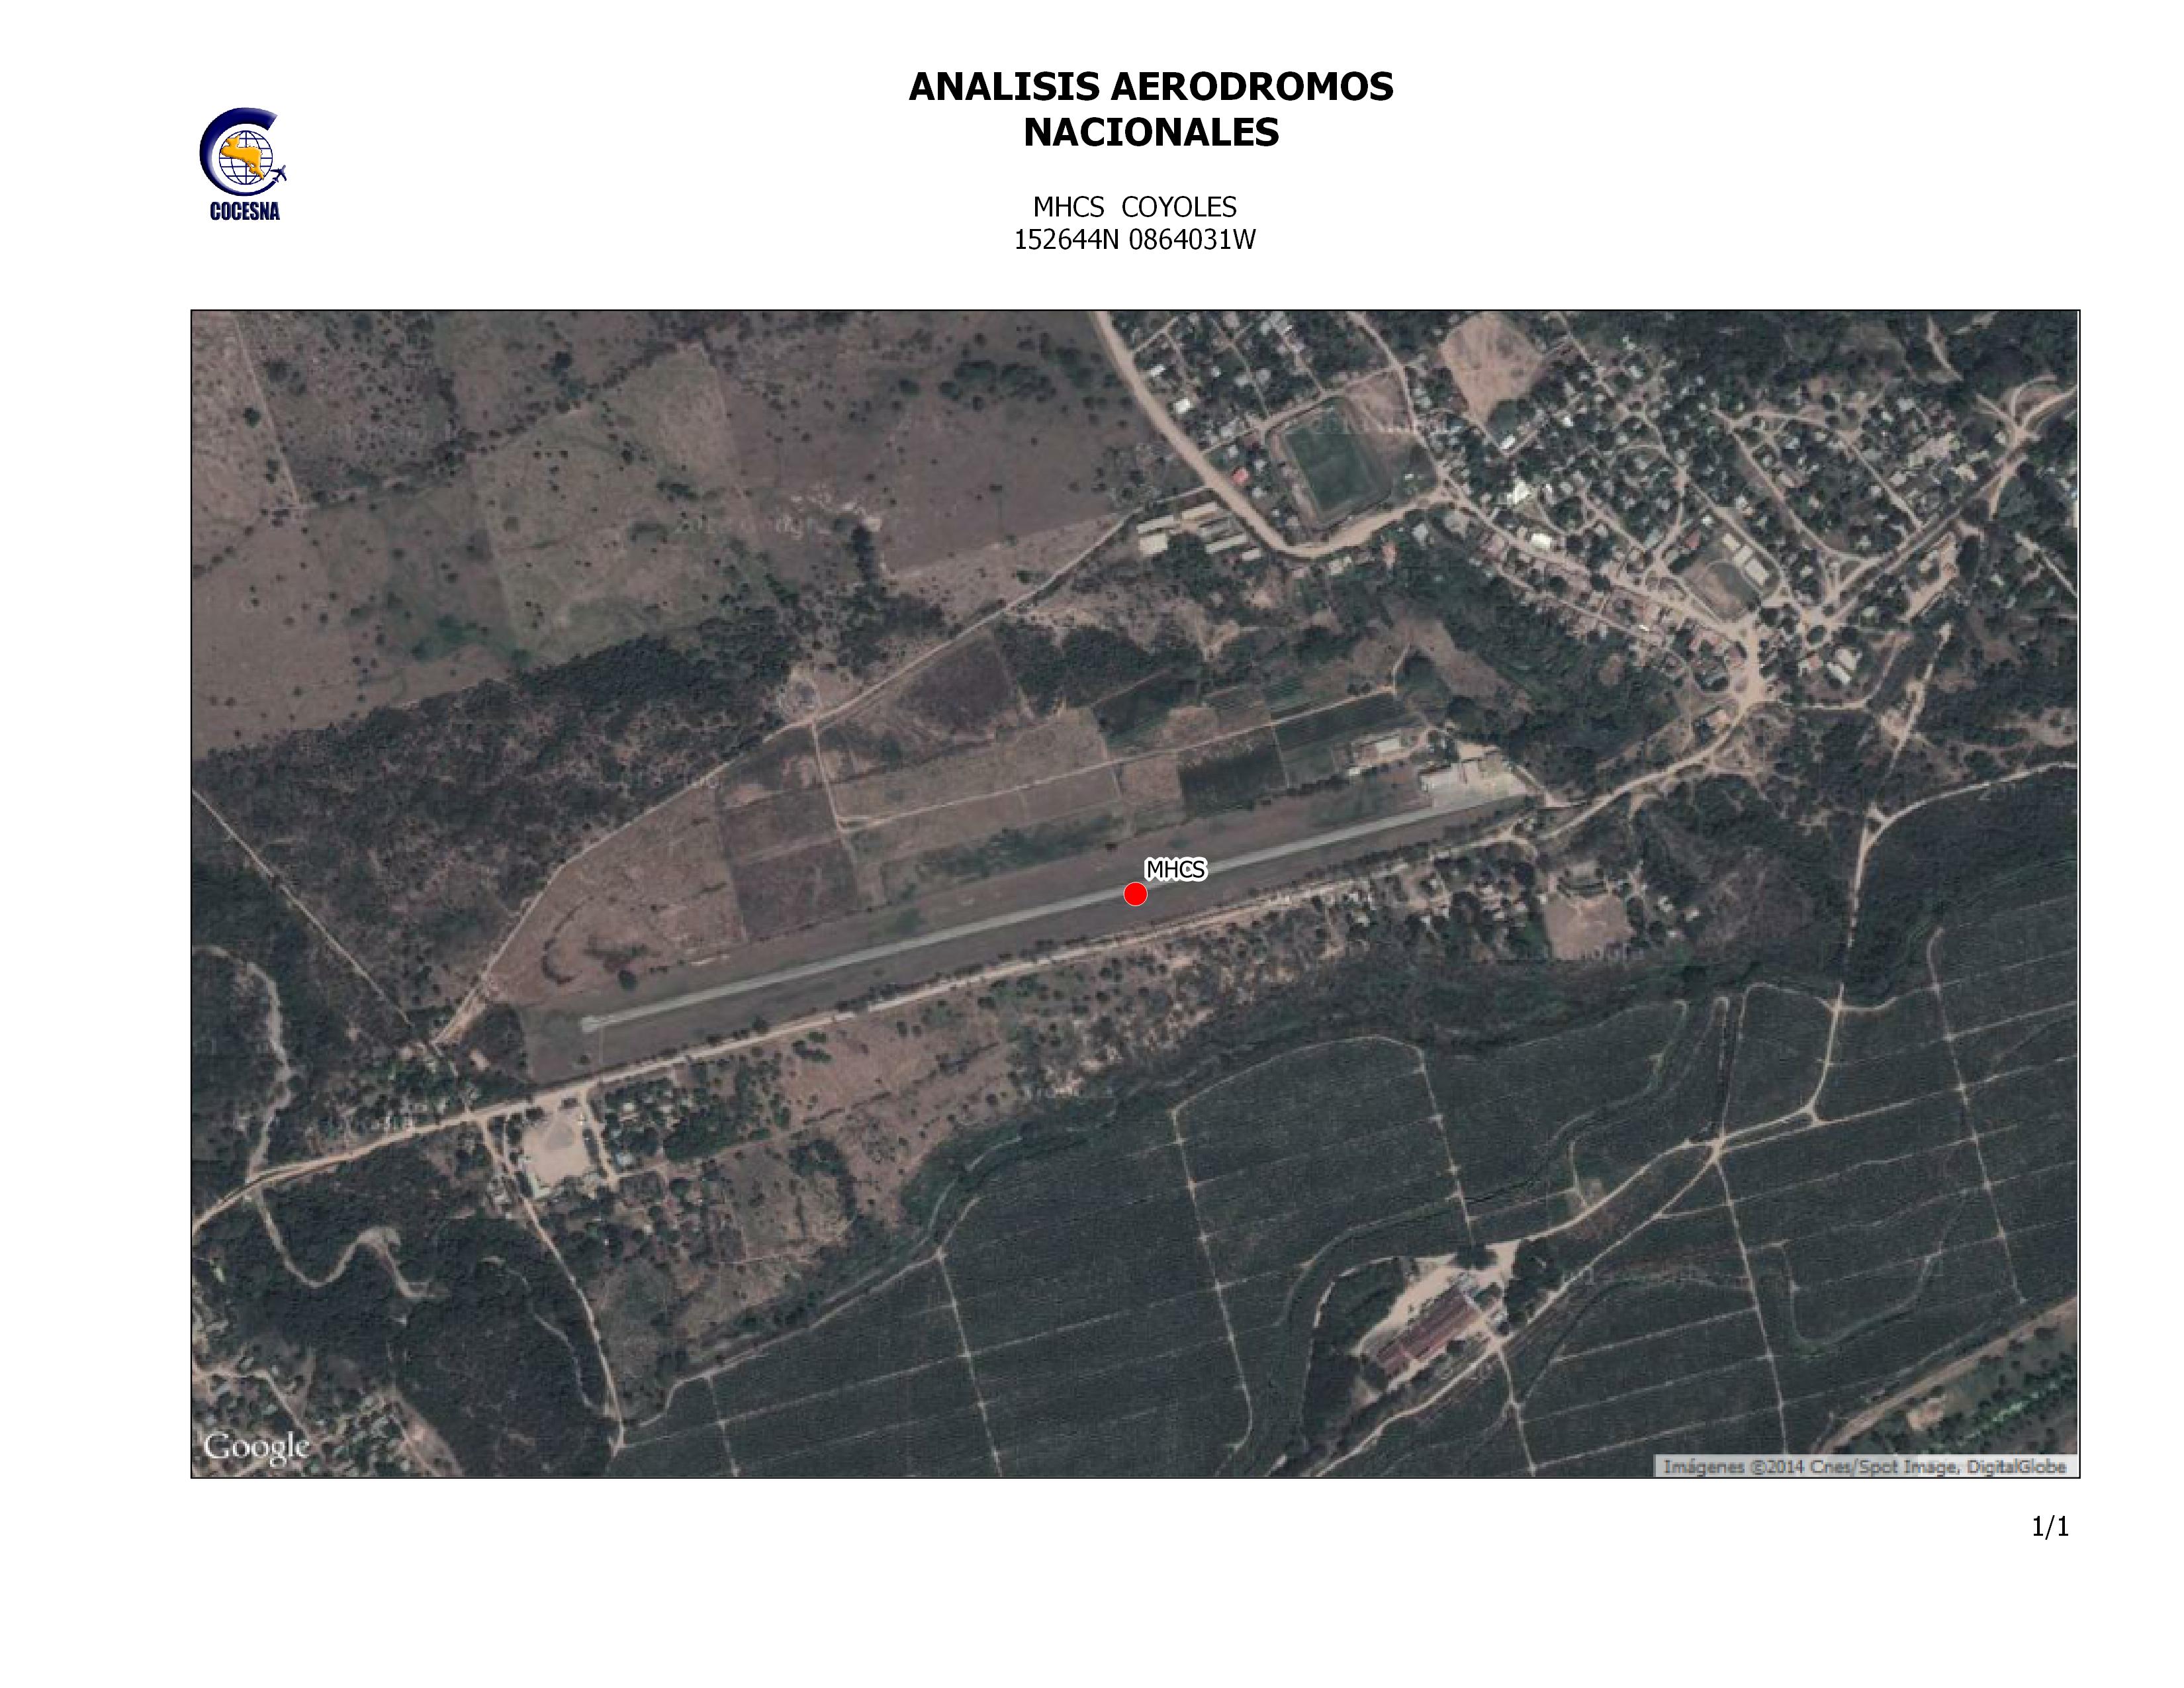 ANALISIS AERODROMOS
NACIONALES
COCESNA
MHCS  COYOLES
152644N 0864031W
MHCS
Google
Imágenes ©2014 Cnes/Spot Image, DigitalGlobe
1/1